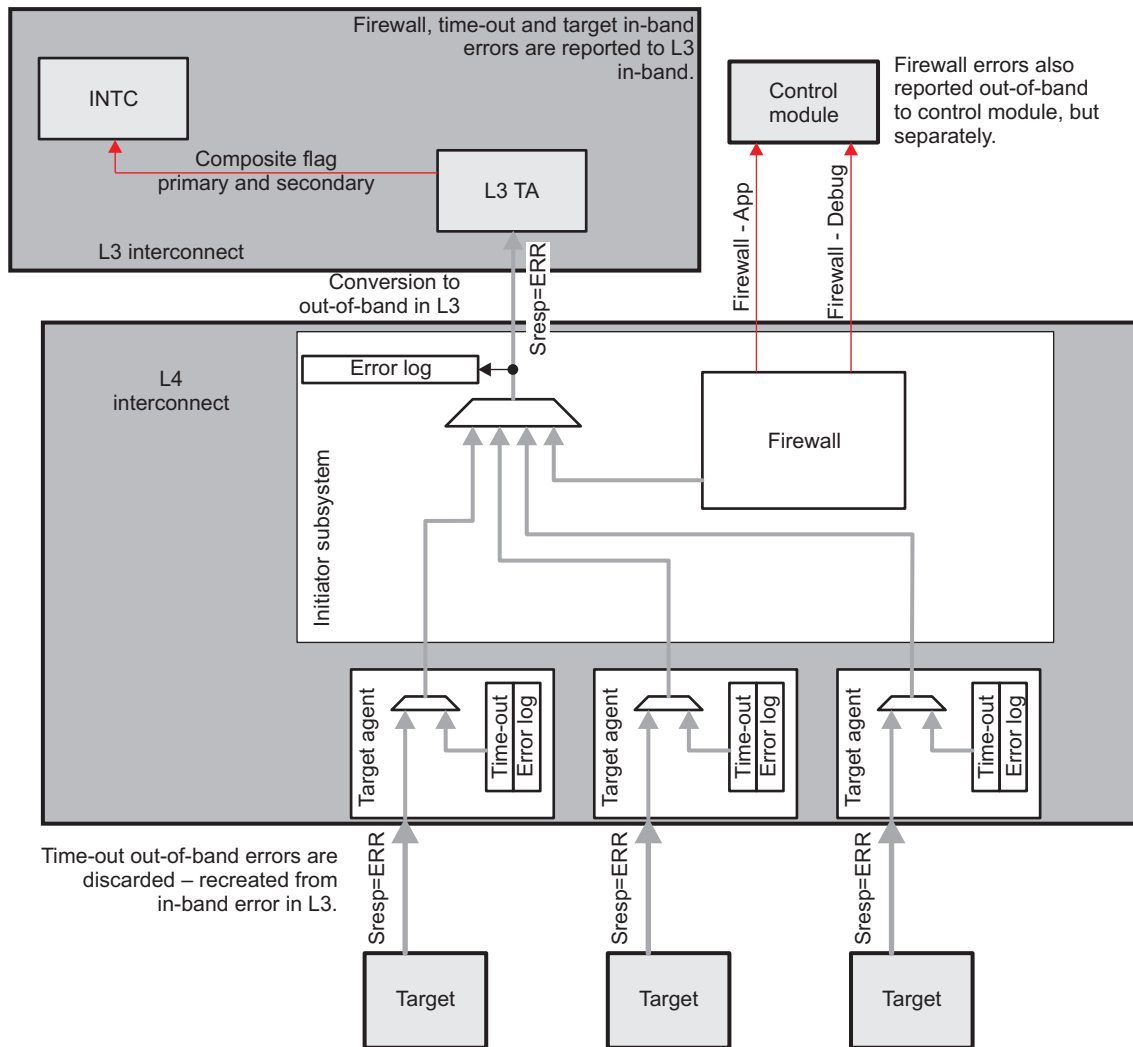 Firewall, time-out and target in-band
errors are reported to L3
in-band.
INTC
Composite flag
primary and secondary
L3 TA
L3 interconnect
Control
module
Firewall errors also
reported out-of-band
to control module, but
separately.
Firewall - App
Firewall - Debug
Conversion to
out-of-band in L3
Sresp=ERR
L4
interconnect
Error log
Firewall
Initiator subsystem
Target agent
Time-out
Error log
Target agent
Time-out
Error log
Target agent
Time-out
Error log
Time-out out-of-band errors are
discarded – recreated from
in-band error in L3.
Sresp=ERR
Sresp=ERR
Sresp=ERR
Target
Target
Target